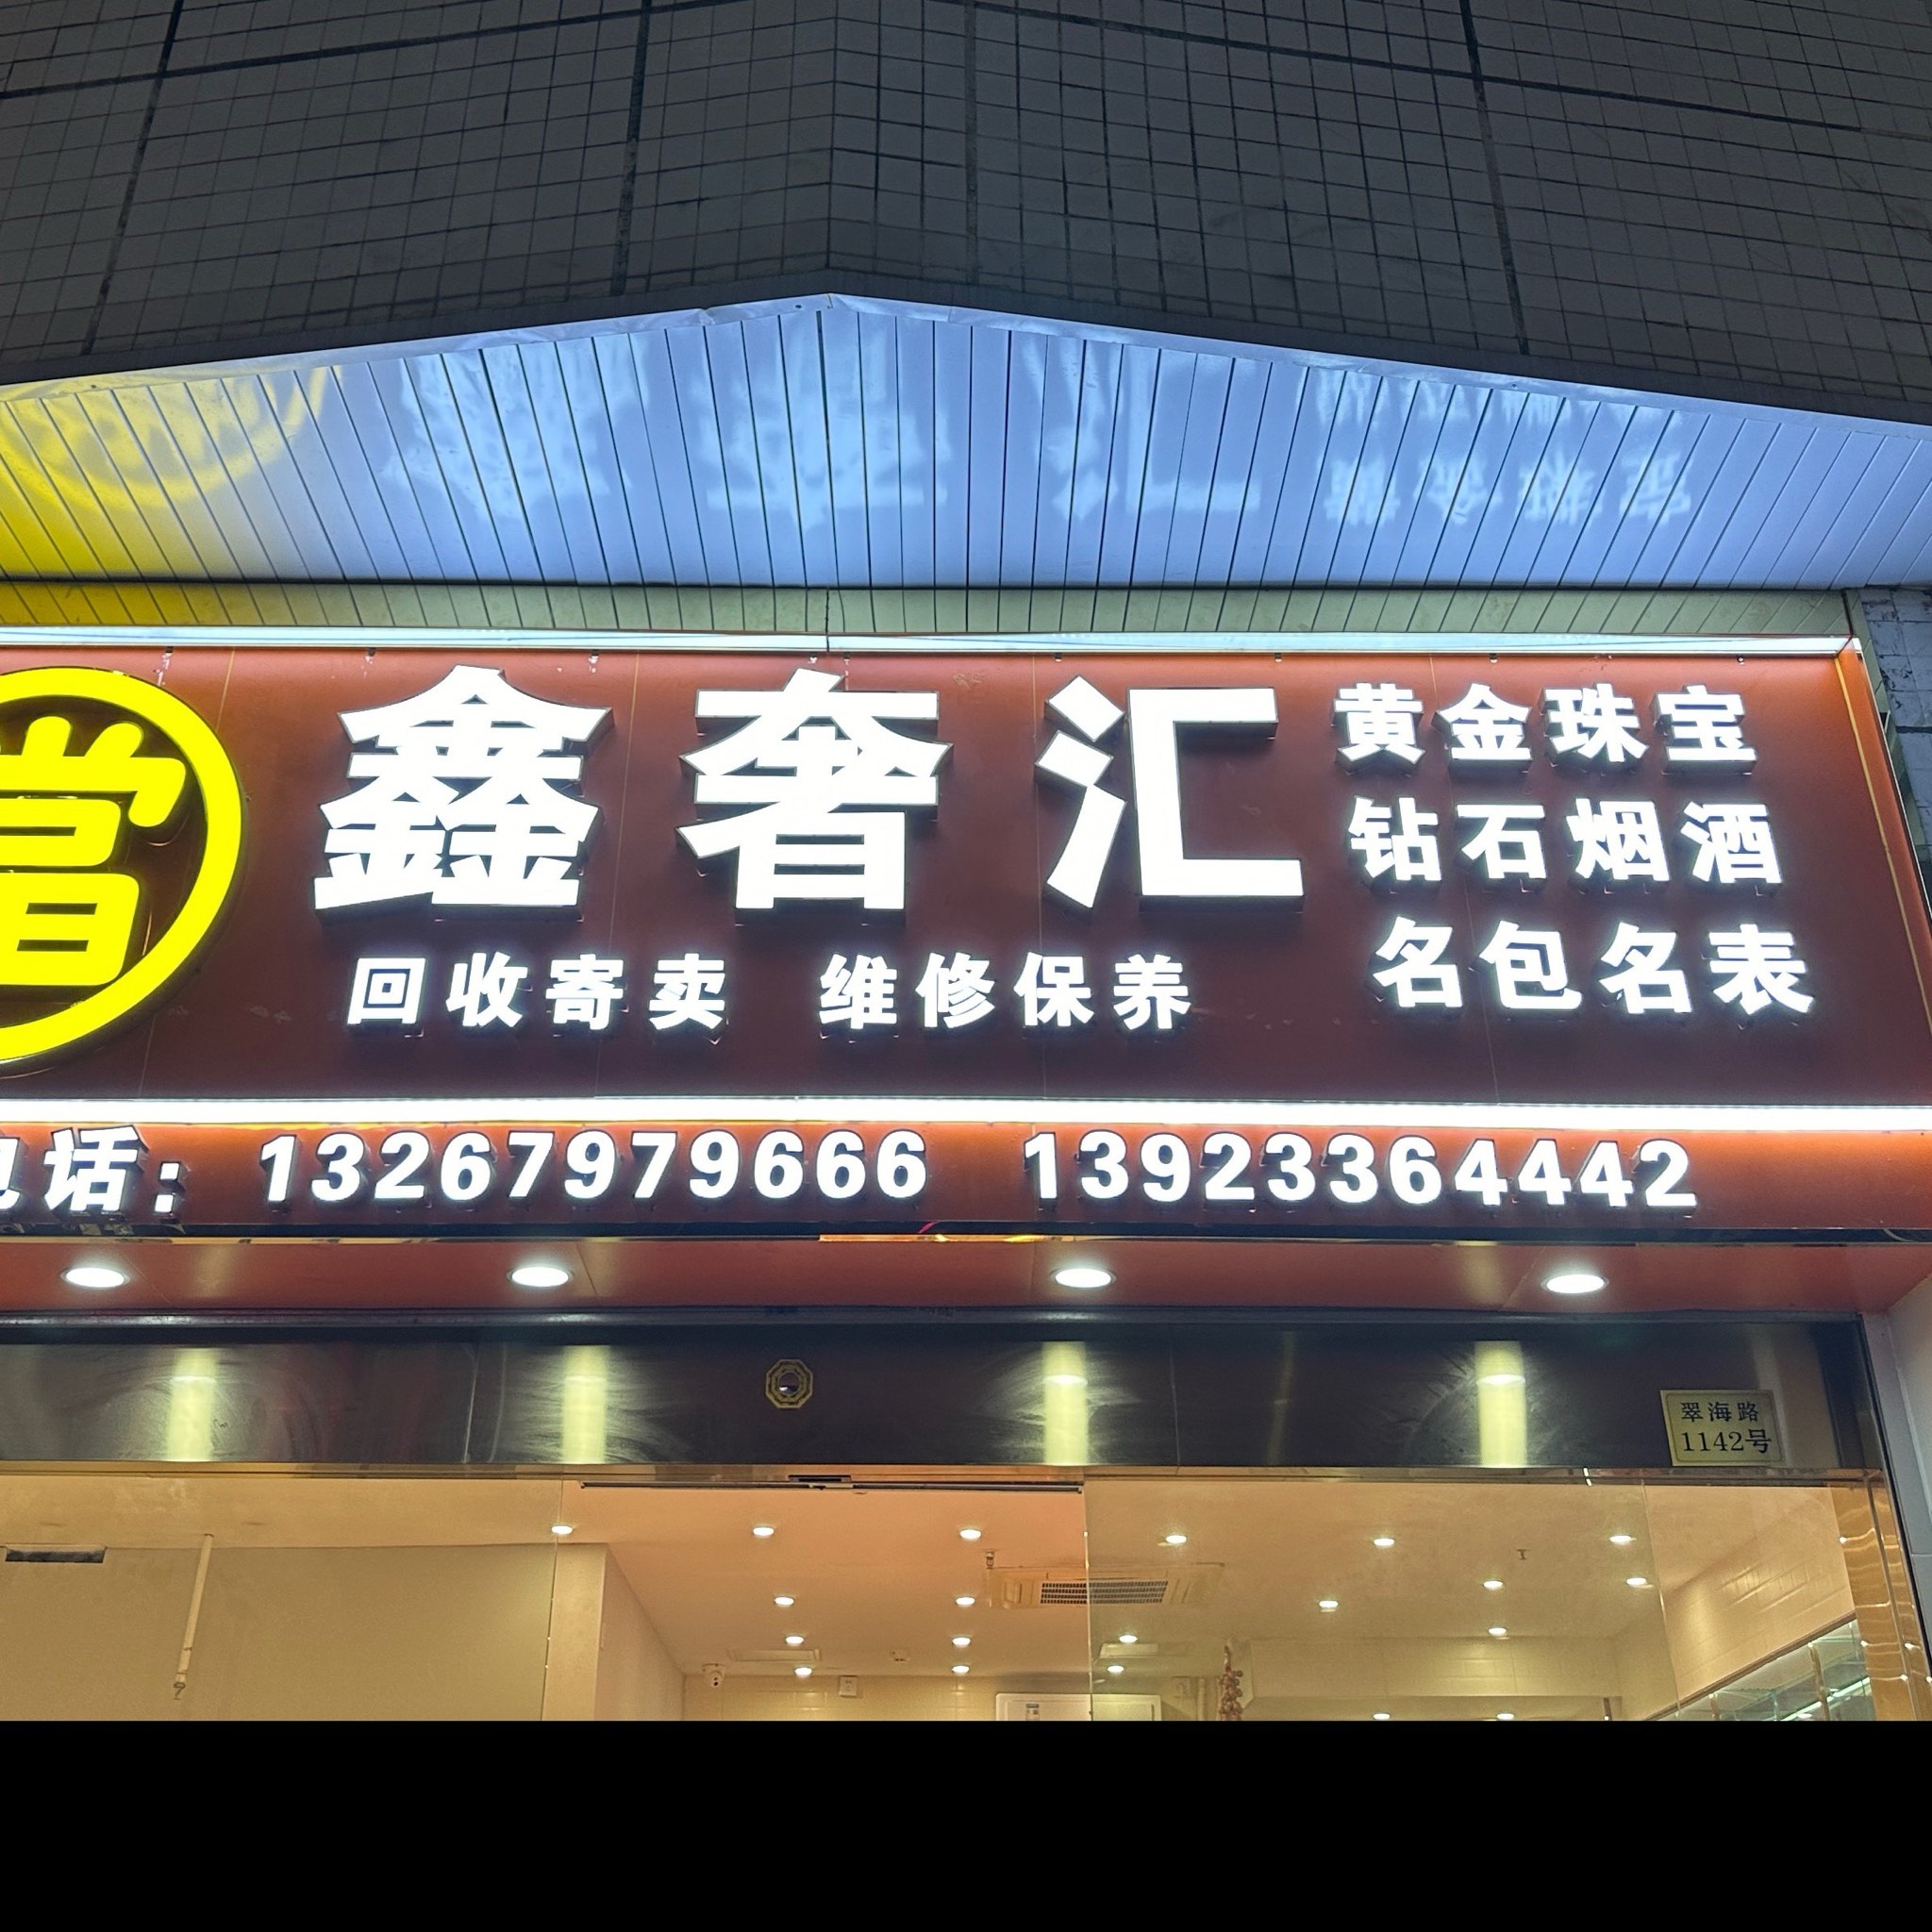 當
鑫奢汇
黄金珠宝
钻石烟酒
名包名表
回收寄卖 维修保养
电话: 13267979666 13923364442
翠海路
1142号